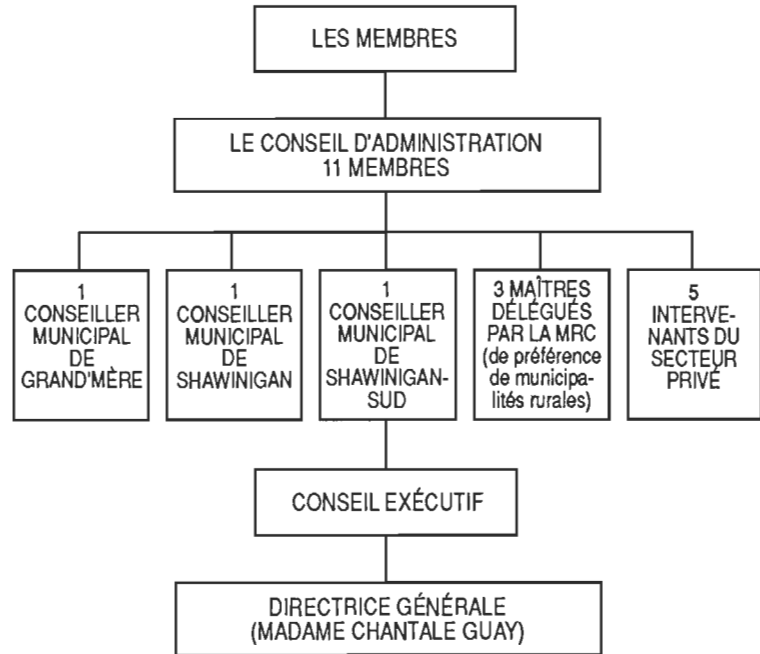 LES MEMBRES
LE CONSEIL D'ADMINISTRATION
11 MEMBRES
1
CONSEILLER
MUNICIPAL
DE
GRAND'MÈRE
1
CONSEILLER
MUNICIPAL
DE
SHAWINIGAN
1
CONSEILLER
MUNICIPAL
DE
SHAWINIGAN-
SUD
3 MAÎTRES
DÉLÉGUÉS
PAR LA MRC
(de préférence
de municipa-
lités rurales)
5
INTERVE-
NANTS DU
SECTEUR
PRIVÉ
CONSEIL EXÉCUTIF
DIRECTRICE GÉNÉRALE
(MADAME CHANTALE GUAY)